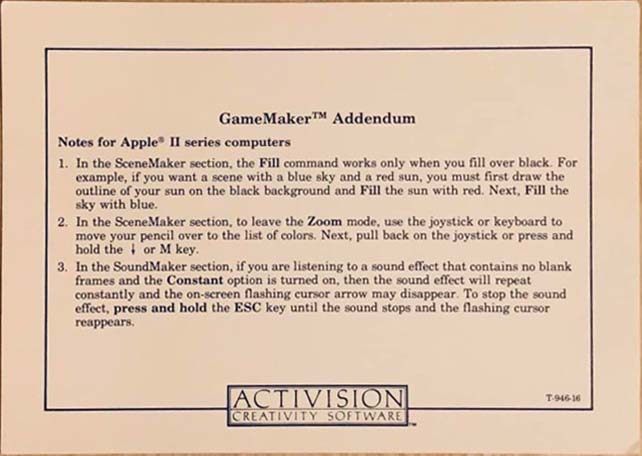 GameMaker™ Addendum
Notes for Apple® II series computers
1. In the SceneMaker section, the Fill command works only when you fill over black. For
example, if you want a scene with a blue sky and a red sun, you must first draw the
outline of your sun on the black background and Fill the sun with red. Next, Fill the
sky with blue.
2. In the SceneMaker section, to leave the Zoom mode, use the joystick or keyboard to
move your pencil over to the list of colors. Next, pull back on the joystick or press and
hold the ↓ or M key.
3. In the SoundMaker section, if you are listening to a sound effect that contains no blank
frames and the Constant option is turned on, then the sound effect will repeat
constantly and the on-screen flashing cursor arrow may disappear. To stop the sound
effect, press and hold the ESC key until the sound stops and the flashing cursor
reappears.
T-946-16
ACTIVISION
CREATIVITY SOFTWARE™